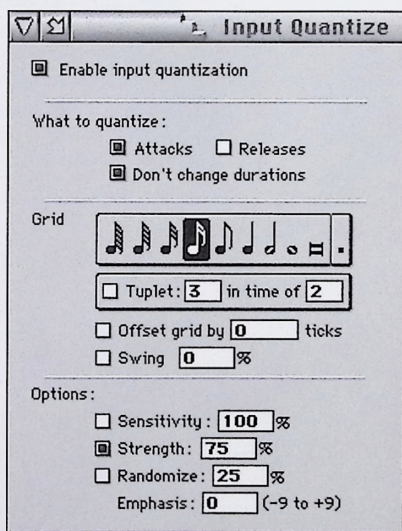 Input Quantize
Enable input quantization
What to quantize:
Attacks Releases
Don't change durations
Grid
Tuplet: 3 in time of 2
Offset grid by 0 ticks
Swing 0 %
Options:
Sensitivity: 100 %
Strength: 75 %
Randomize: 25 %
Emphasis: 0 (-9 to +9)